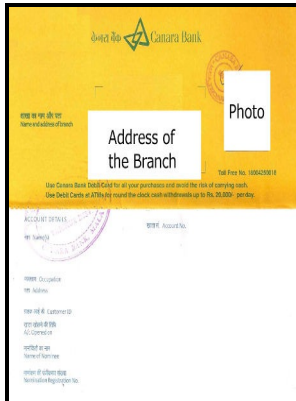 केनरा बैंक Canara Bank
शाखा का नाम और पता
Name and address of branch
Photo
Address of
the Branch
Toll Free No. 18004250018
Use Canara Bank Debit Card for all your purchases and avoid the risk of carrying cash.
Use Debit Cards at ATMs for round the clock cash withdrawals up to Rs. 20,000/- per day.
ACCOUNT DETAILS
नाम Name(s)
Account No.
Occupation
पता Address
Customer ID
खाता खोलने की तिथि
A/c Opened on
नामिती का नाम
Name of Nominee
नामांकन की पंजीकरण संख्या
Nomination Registration No.